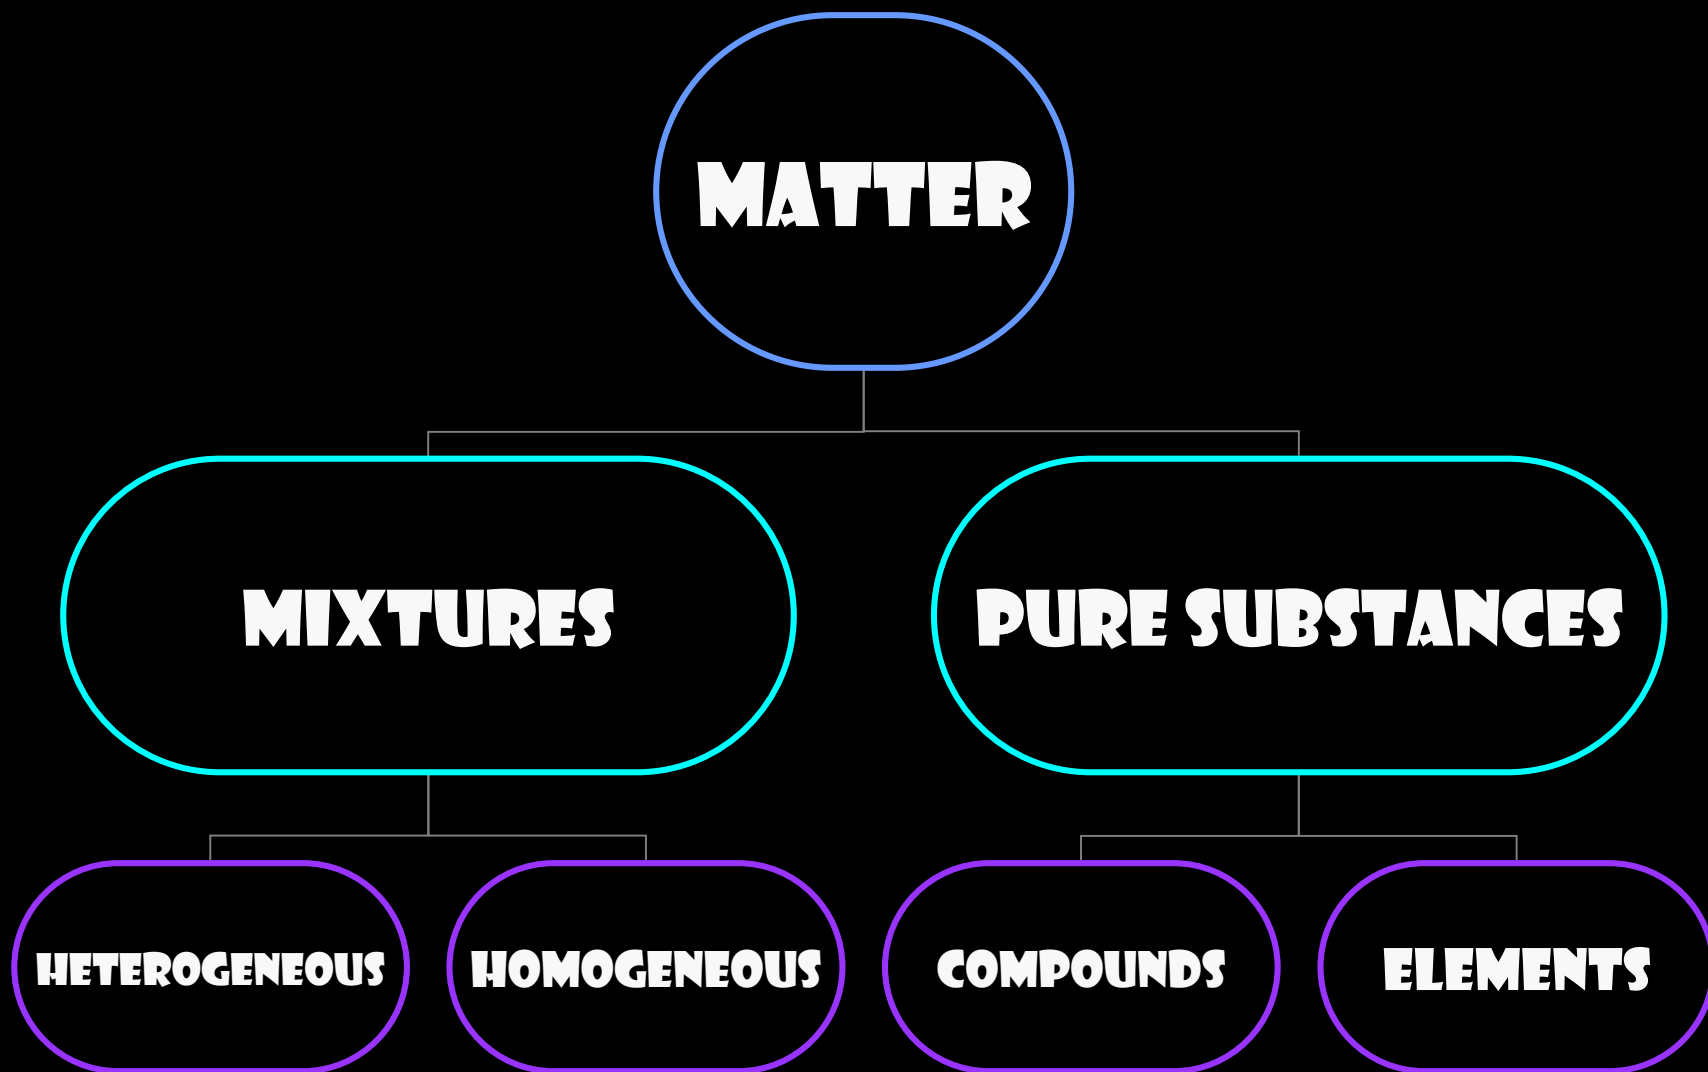 MATTER
MIXTURES
PURE SUBSTANCES
HETEROGENEOUS
HOMOGENEOUS
COMPOUNDS
ELEMENTS